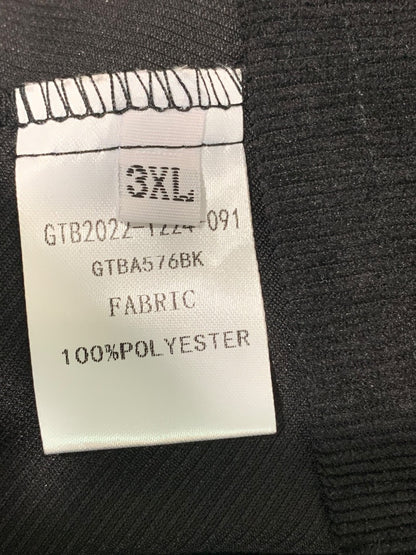 3XL
GTB2022-1224-091
GTBA576BK
FABRIC
100%POLYESTER